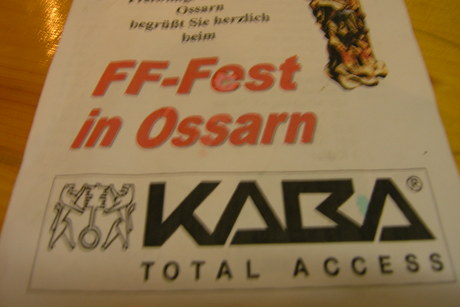 Ossarn
begrüßt Sie herzlich
beim
FF-Fest
in Ossarn
KABA®
TOTAL ACCESS